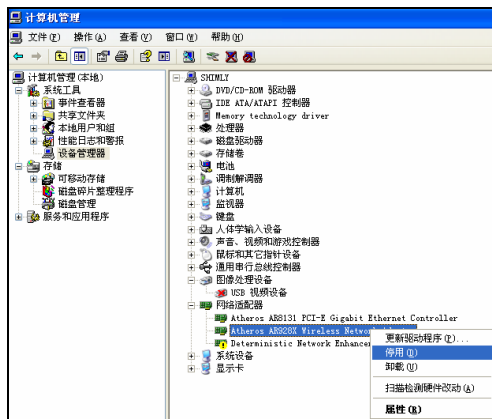 计算机管理
文件(F) 操作(A) 查看(V) 窗口(W) 帮助(H)
计算机管理(本地)
系统工具
事件查看器
共享文件夹
本地用户和组
性能日志和警报
设备管理器
存储
可移动存储
磁盘碎片整理程序
磁盘管理
服务和应用程序
SHIMLY
DVD/CD-ROM 驱动器
IDE ATA/ATAPI 控制器
Memory technology driver
处理器
磁盘驱动器
存储卷
电池
调制解调器
计算机
监视器
键盘
人体学输入设备
声音、视频和游戏控制器
鼠标和其它指针设备
通用串行总线控制器
图像处理设备
USB 视频设备
网络适配器
Atheros AR8131 PCI-E Gigabit Ethernet Controller
Atheros AR928X Wireless Network
Deterministic Network Enhancer
系统设备
显示卡
更新驱动程序(P)...
停用(D)
卸载(U)
扫描检测硬件改动(A)
属性(R)